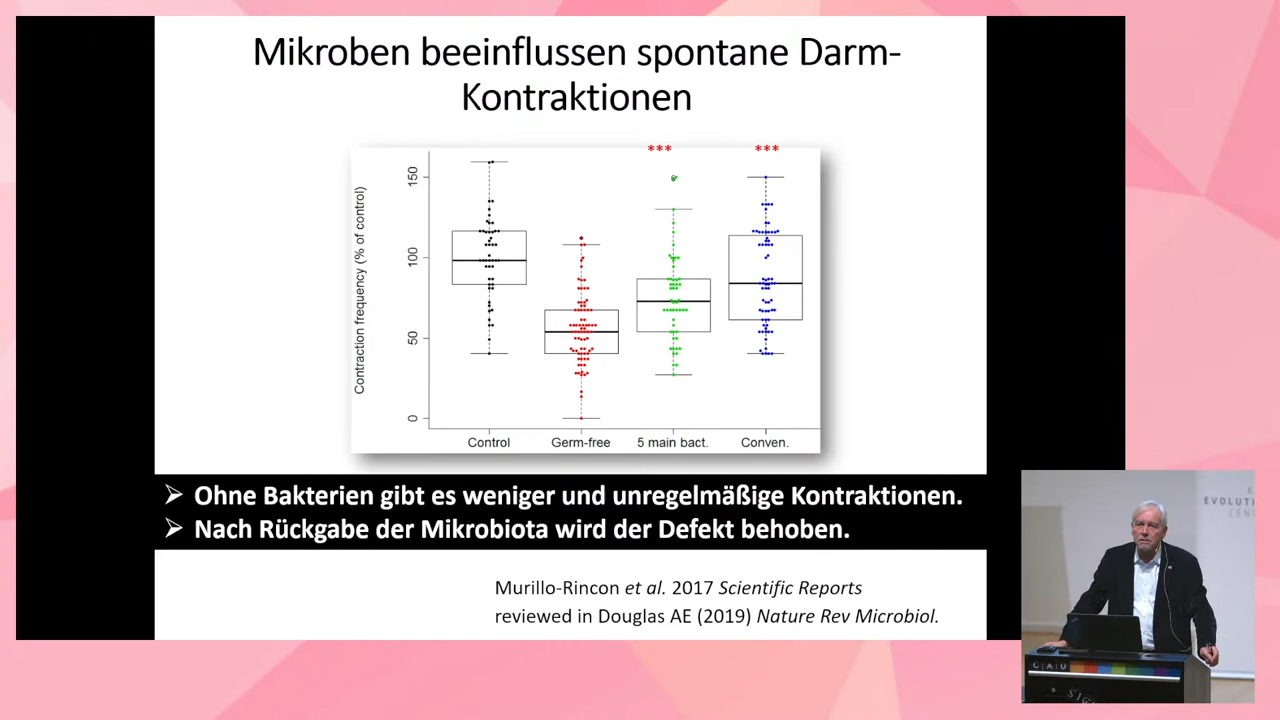 Mikroben beeinflussen spontane Darm-
Kontraktionen
*** ***
Contraction frequency (% of control)
150
100
50
0
Control Germ-free 5 main bact. Conven.
➢ Ohne Bakterien gibt es weniger und unregelmäßige Kontraktionen.
➢ Nach Rückgabe der Mikrobiota wird der Defekt behoben.
Murillo-Rincon et al. 2017 Scientific Reports
reviewed in Douglas AE (2019) Nature Rev Microbiol.
EVOLUTI
CENT
C|A|U